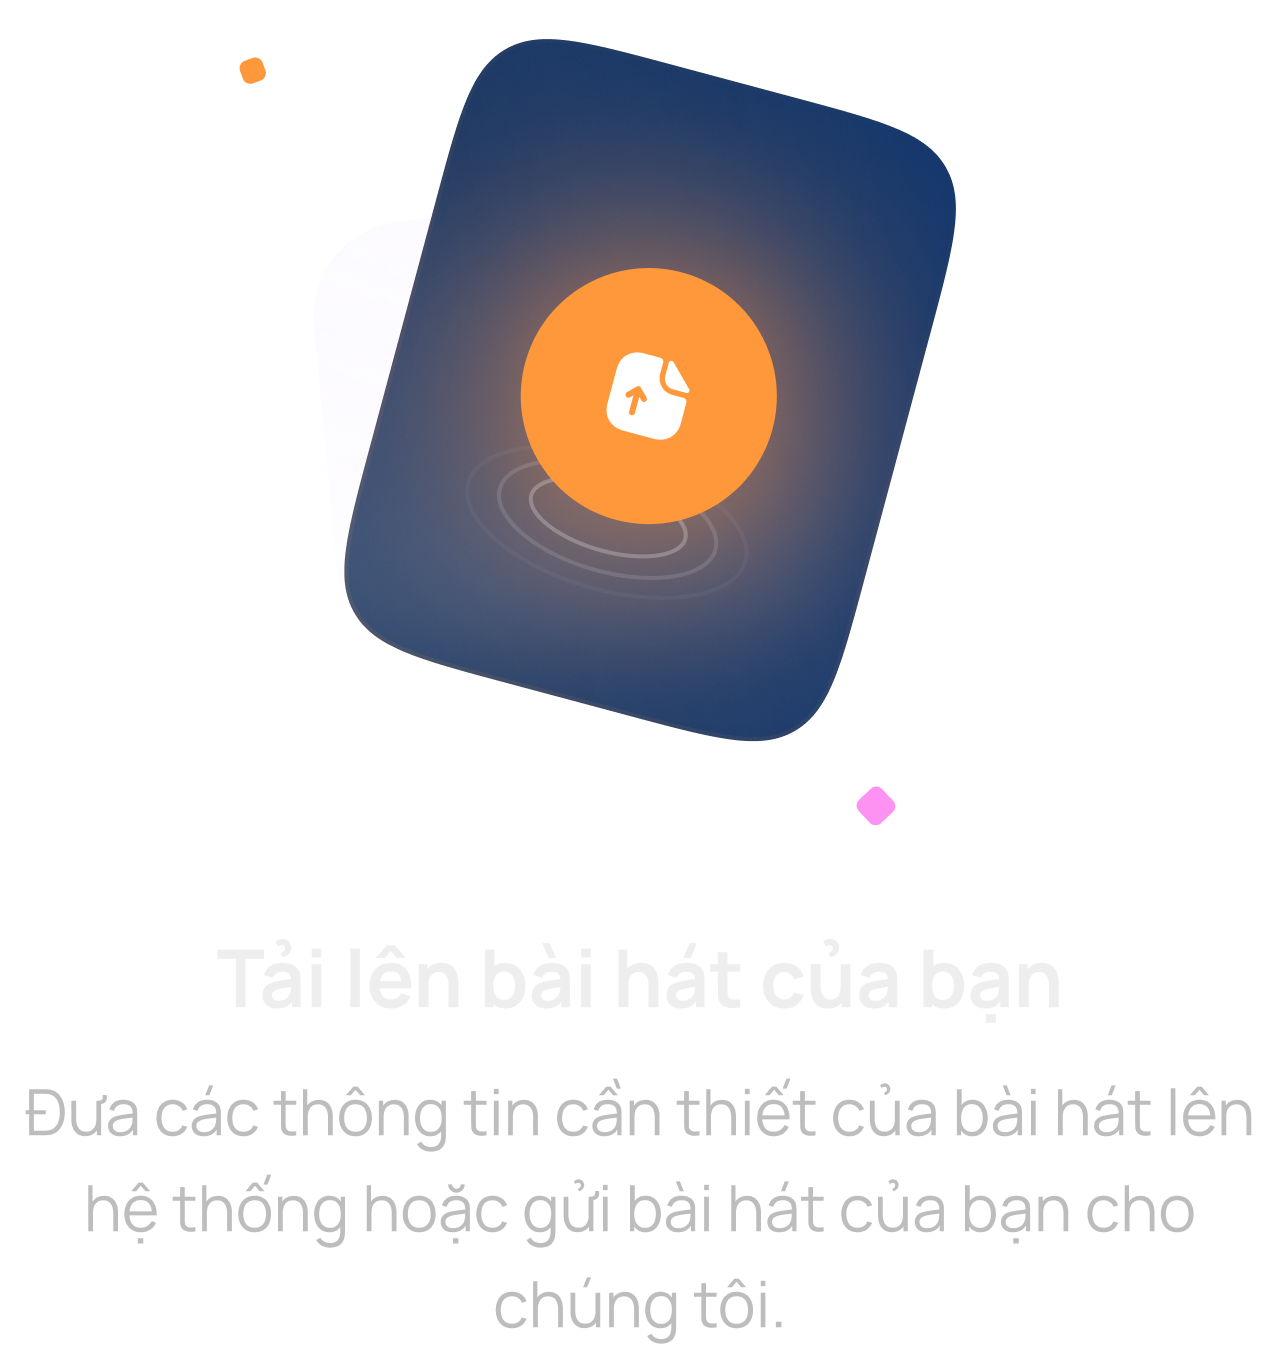 Tải lên bài hát của bạn
Đưa các thông tin cần thiết của bài hát lên
hệ thống hoặc gửi bài hát của bạn cho
chúng tôi.